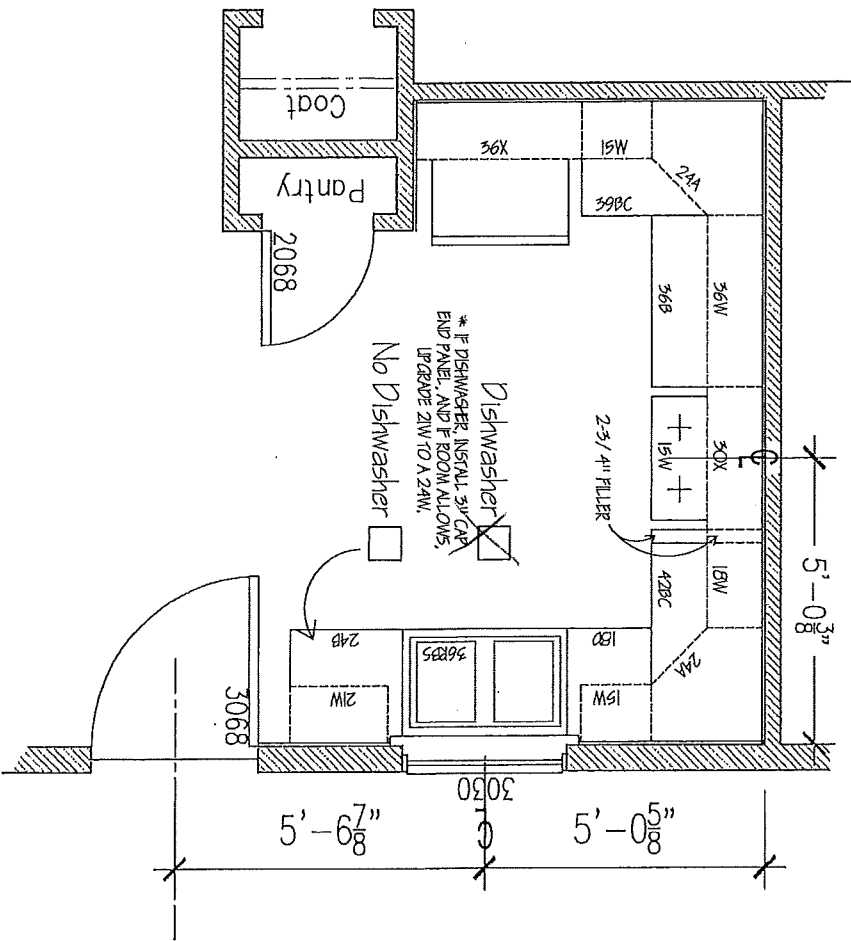 Coat
Pantry
2068
36X
15W
24A
39BC
36B
36W
15W
30X
CL
5'-0 3/8"
2-3/4" FILLER
42BC
18W
24A
18D
15W
36RBS
24B
21W
Dishwasher
* IF DISHWASHER, INSTALL 3" CAP
END PANEL, AND IF ROOM ALLOWS,
UPGRADE 21W TO A 24W.
No Dishwasher
3068
3030
CL
5'-6 7/8"
5'-0 5/8"